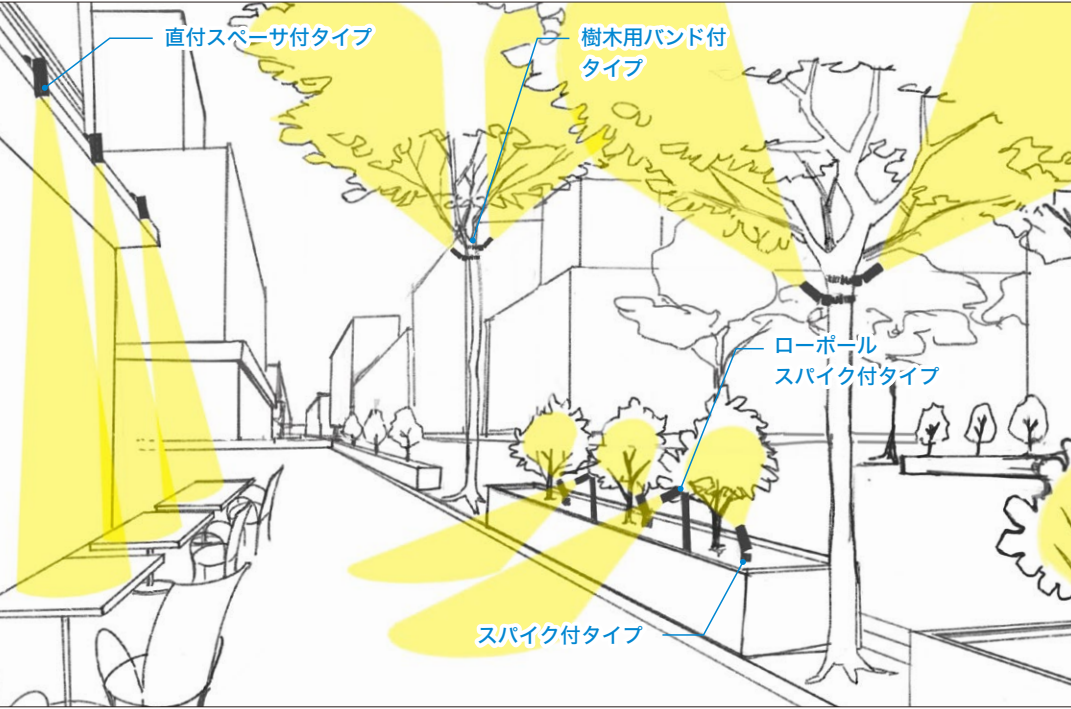 直付スペーサ付タイプ
樹木用バンド付
タイプ
ローポール
スパイク付タイプ
スパイク付タイプ